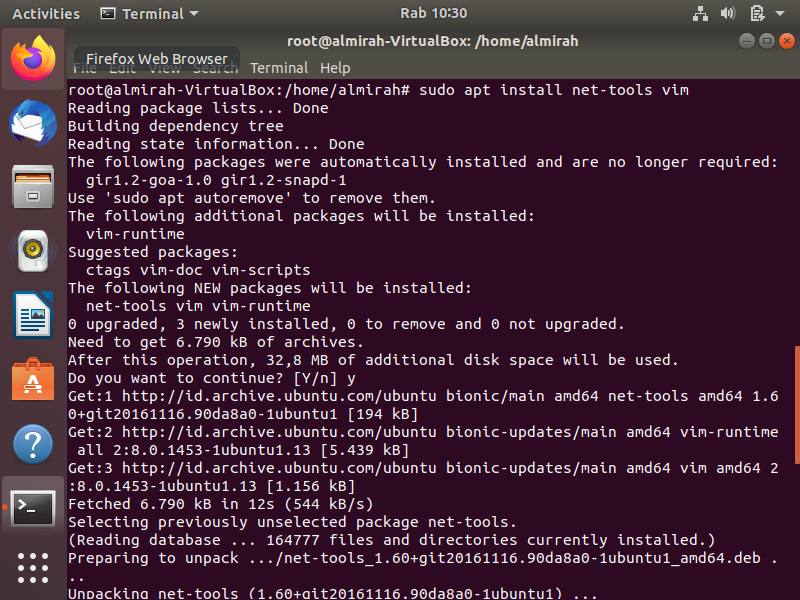 Activities Terminal Rab 10:30
root@almirah-VirtualBox: /home/almirah
Firefox Web Browser
File Edit View Search Terminal Help
root@almirah-VirtualBox:/home/almirah# sudo apt install net-tools vim
Reading package lists... Done
Building dependency tree
Reading state information... Done
The following packages were automatically installed and are no longer required:
  gir1.2-goa-1.0 gir1.2-snapd-1
Use 'sudo apt autoremove' to remove them.
The following additional packages will be installed:
  vim-runtime
Suggested packages:
  ctags vim-doc vim-scripts
The following NEW packages will be installed:
  net-tools vim vim-runtime
0 upgraded, 3 newly installed, 0 to remove and 0 not upgraded.
Need to get 6.790 kB of archives.
After this operation, 32,8 MB of additional disk space will be used.
Do you want to continue? [Y/n] y
Get:1 http://id.archive.ubuntu.com/ubuntu bionic/main amd64 net-tools amd64 1.6
0+git20161116.90da8a0-1ubuntu1 [194 kB]
Get:2 http://id.archive.ubuntu.com/ubuntu bionic-updates/main amd64 vim-runtime
 all 2:8.0.1453-1ubuntu1.13 [5.439 kB]
Get:3 http://id.archive.ubuntu.com/ubuntu bionic-updates/main amd64 vim amd64 2
:8.0.1453-1ubuntu1.13 [1.156 kB]
Fetched 6.790 kB in 12s (544 kB/s)
Selecting previously unselected package net-tools.
(Reading database ... 164777 files and directories currently installed.)
Preparing to unpack .../net-tools_1.60+git20161116.90da8a0-1ubuntu1_amd64.deb .
..
Unpacking net-tools (1.60+git20161116.90da8a0-1ubuntu1) ...